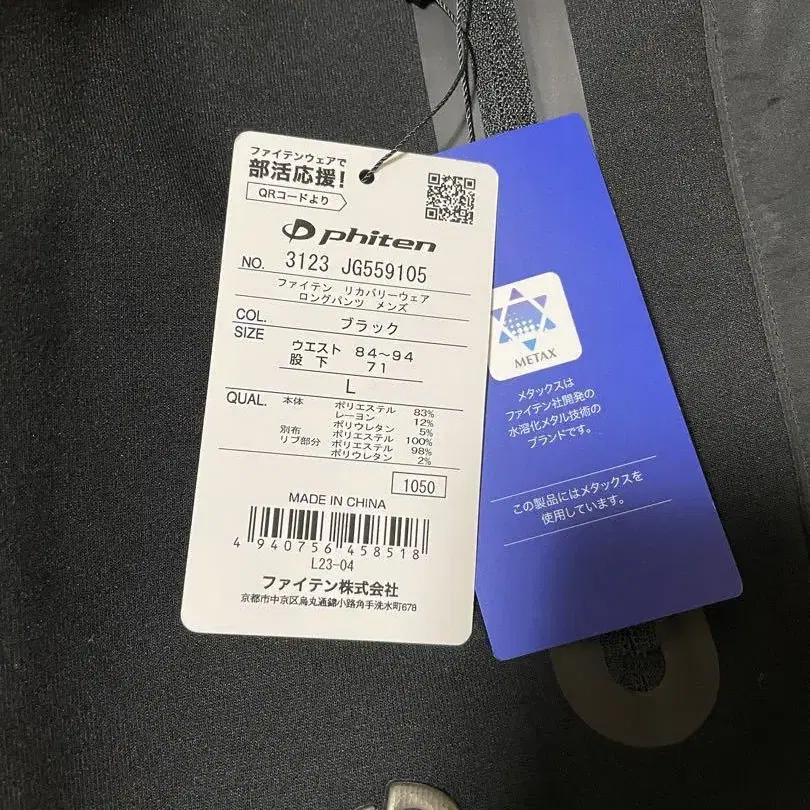 ファイテンウェアで
部活応援!
QRコードより
phiten
NO. 3123 JG559105
ファイテン リカバリーウェア
ロングパンツ メンズ
COL. ブラック
SIZE
ウエスト 84～94
股下 71
L
QUAL. 本体 ポリエステル 83%
レーヨン 12%
ポリウレタン 5%
別布 ポリエステル 100%
リブ部分 ポリエステル 98%
ポリウレタン 2%
1050
MADE IN CHINA
4 940756 458518
L23-04
ファイテン株式会社
京都市中京区烏丸通錦小路角手洗水町678
METAX
メタックスは
ファイテン社開発の
水溶化メタル技術の
ブランドです。
この製品にはメタックスを
使用しています。